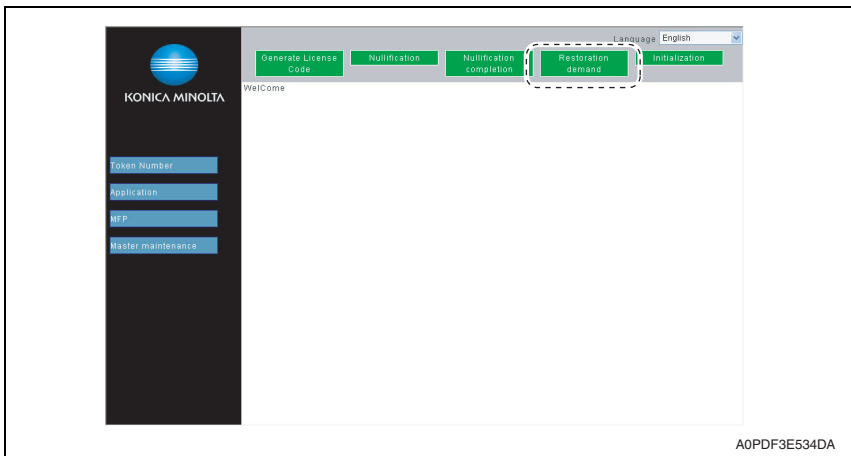 Language English
Generate License
Code
Nullification
Nullification
completion
Restoration
demand
Initialization
KONICA MINOLTA
WelCome
Token Number
Application
MFP
Master maintenance
A0PDF3E534DA